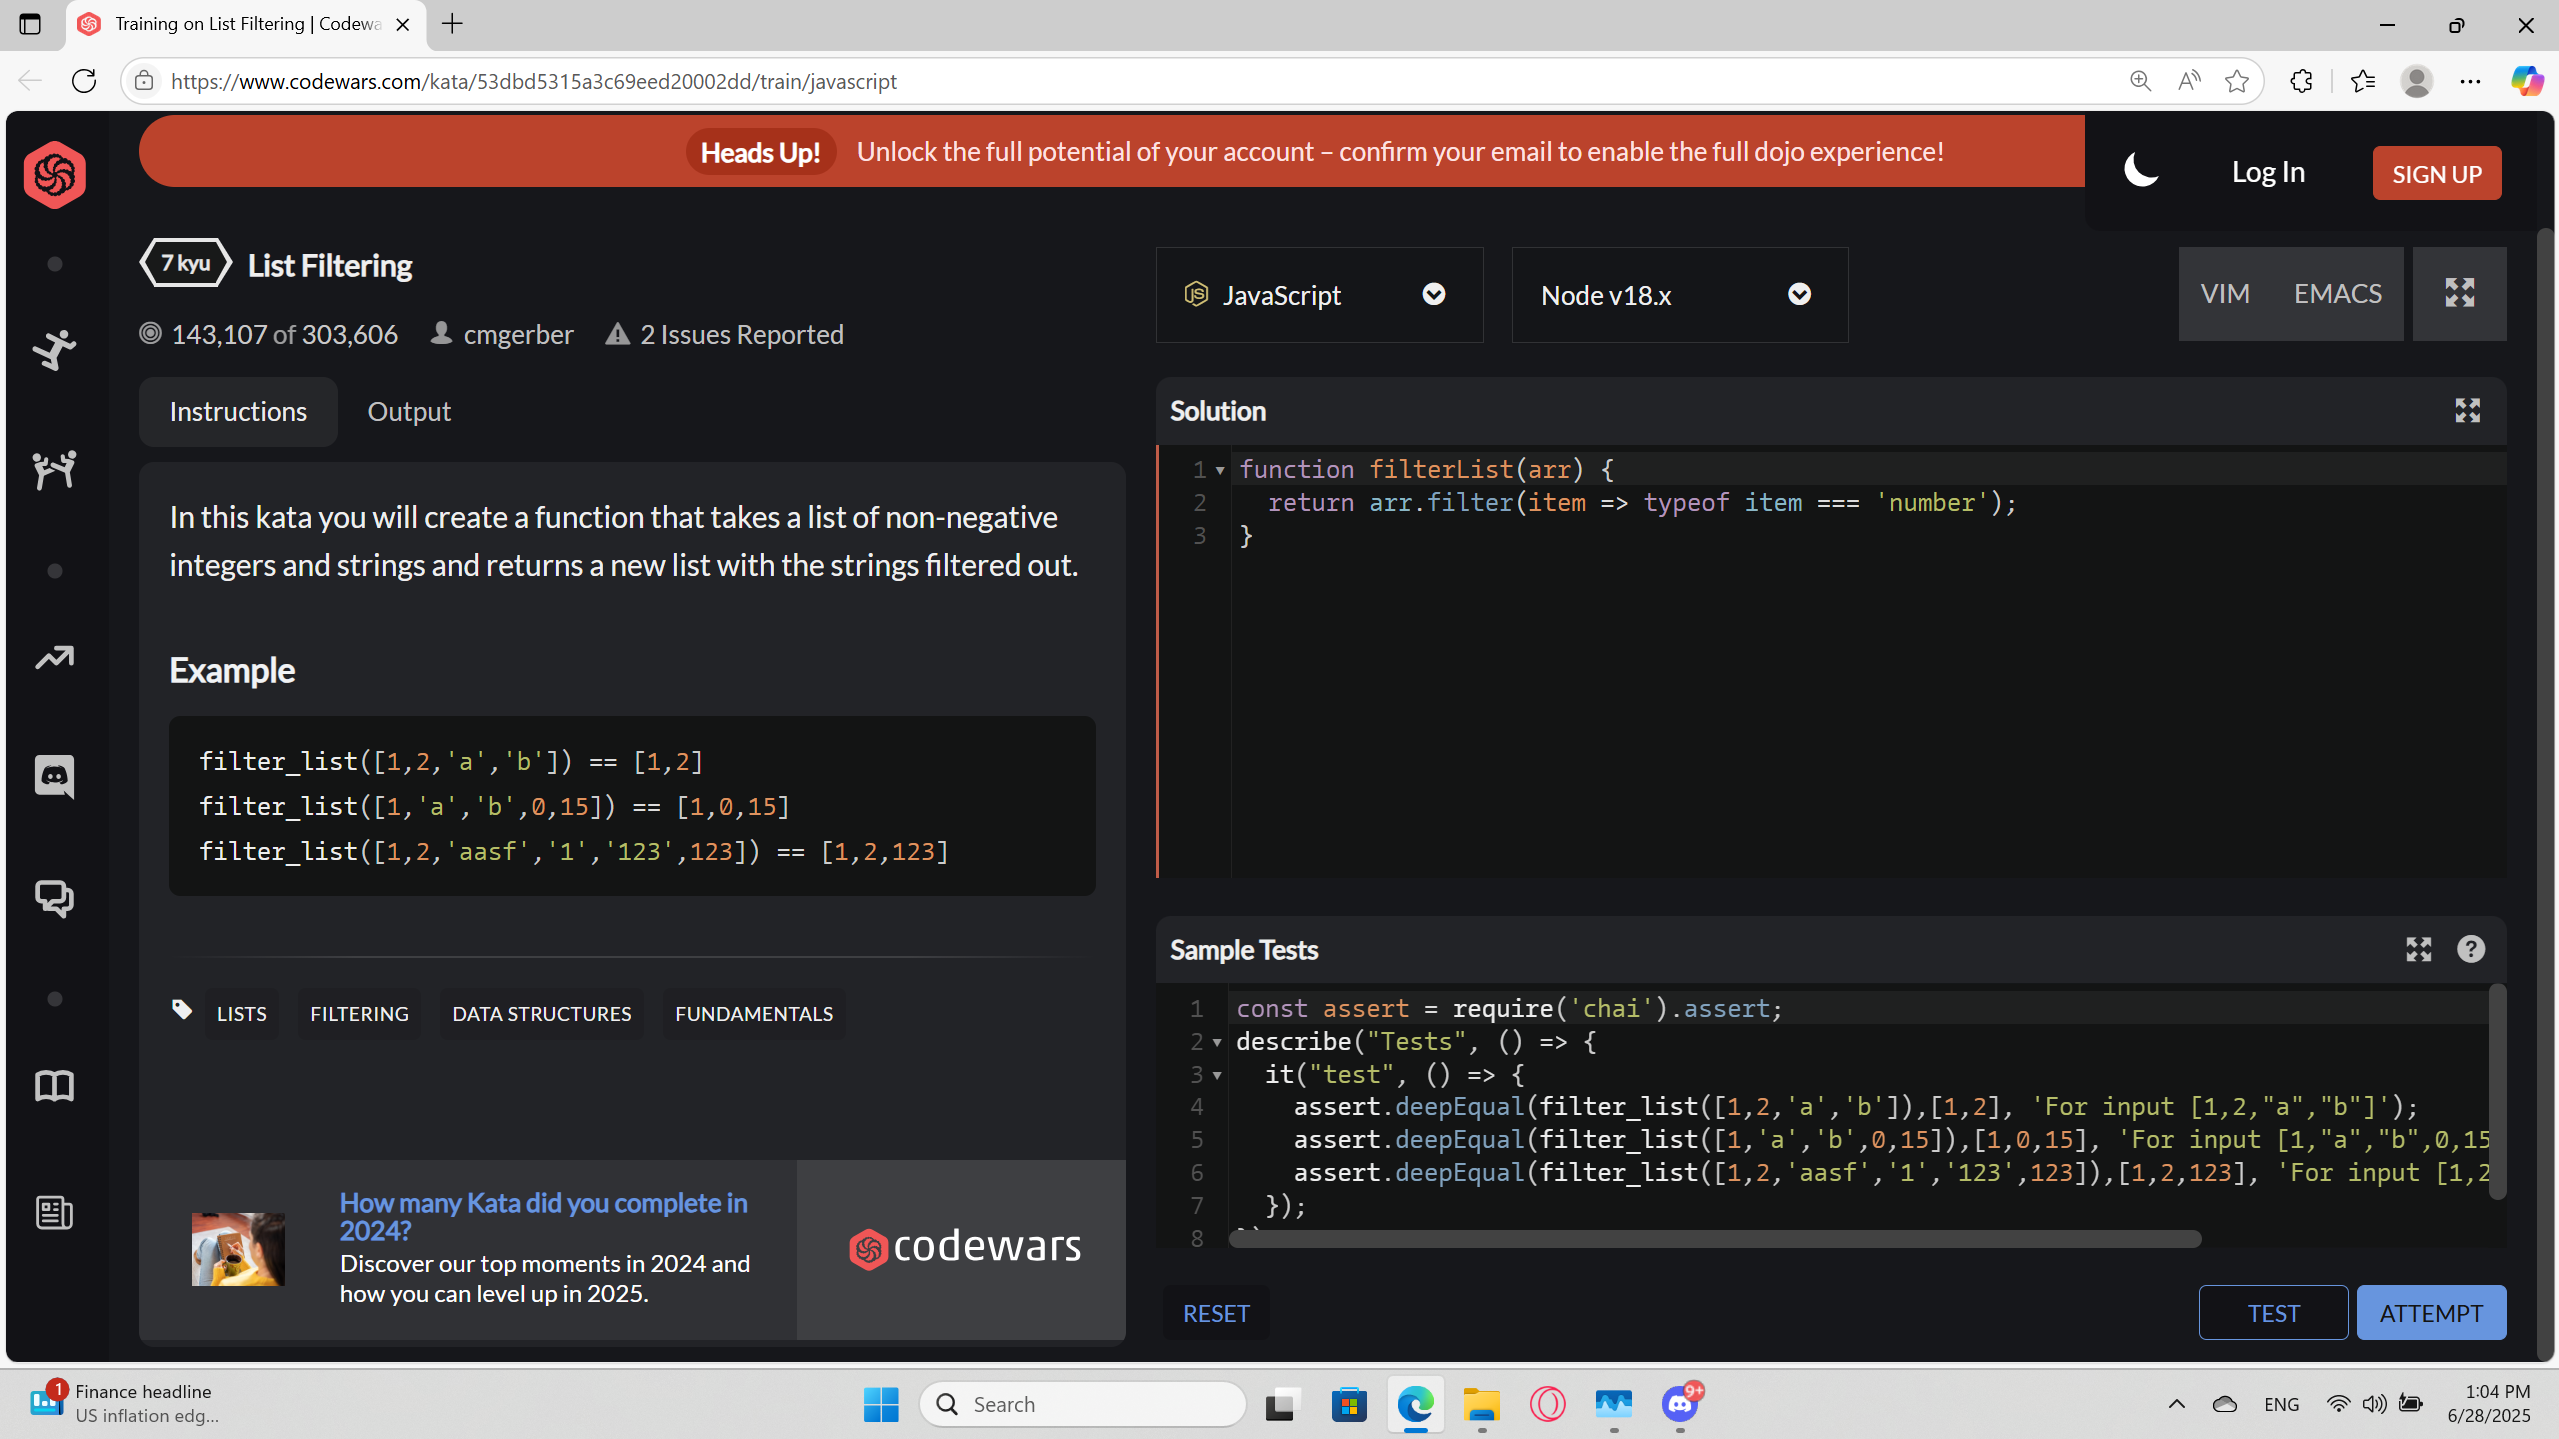 Training on List Filtering | Codewa
https://www.codewars.com/kata/53dbd5315a3c69eed20002dd/train/javascript
Heads Up! Unlock the full potential of your account – confirm your email to enable the full dojo experience!
Log In
SIGN UP
7 kyu
List Filtering
143,107 of 303,606
cmgerber
2 Issues Reported
Instructions
Output
In this kata you will create a function that takes a list of non-negative
integers and strings and returns a new list with the strings filtered out.
Example
filter_list([1,2,'a','b']) == [1,2]
filter_list([1,'a','b',0,15]) == [1,0,15]
filter_list([1,2,'aasf','1','123',123]) == [1,2,123]
LISTS
FILTERING
DATA STRUCTURES
FUNDAMENTALS
How many Kata did you complete in
2024?
Discover our top moments in 2024 and
how you can level up in 2025.
codewars
JS JavaScript
Node v18.x
VIM
EMACS
Solution
1 function filterList(arr) {
2   return arr.filter(item => typeof item === 'number');
3 }
Sample Tests
?
1 const assert = require('chai').assert;
2 describe("Tests", () => {
3   it("test", () => {
4     assert.deepEqual(filter_list([1,2,'a','b']),[1,2], 'For input [1,2,"a","b"]');
5     assert.deepEqual(filter_list([1,'a','b',0,15]),[1,0,15], 'For input [1,"a","b",0,15
6     assert.deepEqual(filter_list([1,2,'aasf','1','123',123]),[1,2,123], 'For input [1,2
7   });
8
RESET
TEST
ATTEMPT
1
Finance headline
US inflation edg...
Search
9+
ENG
1:04 PM
6/28/2025